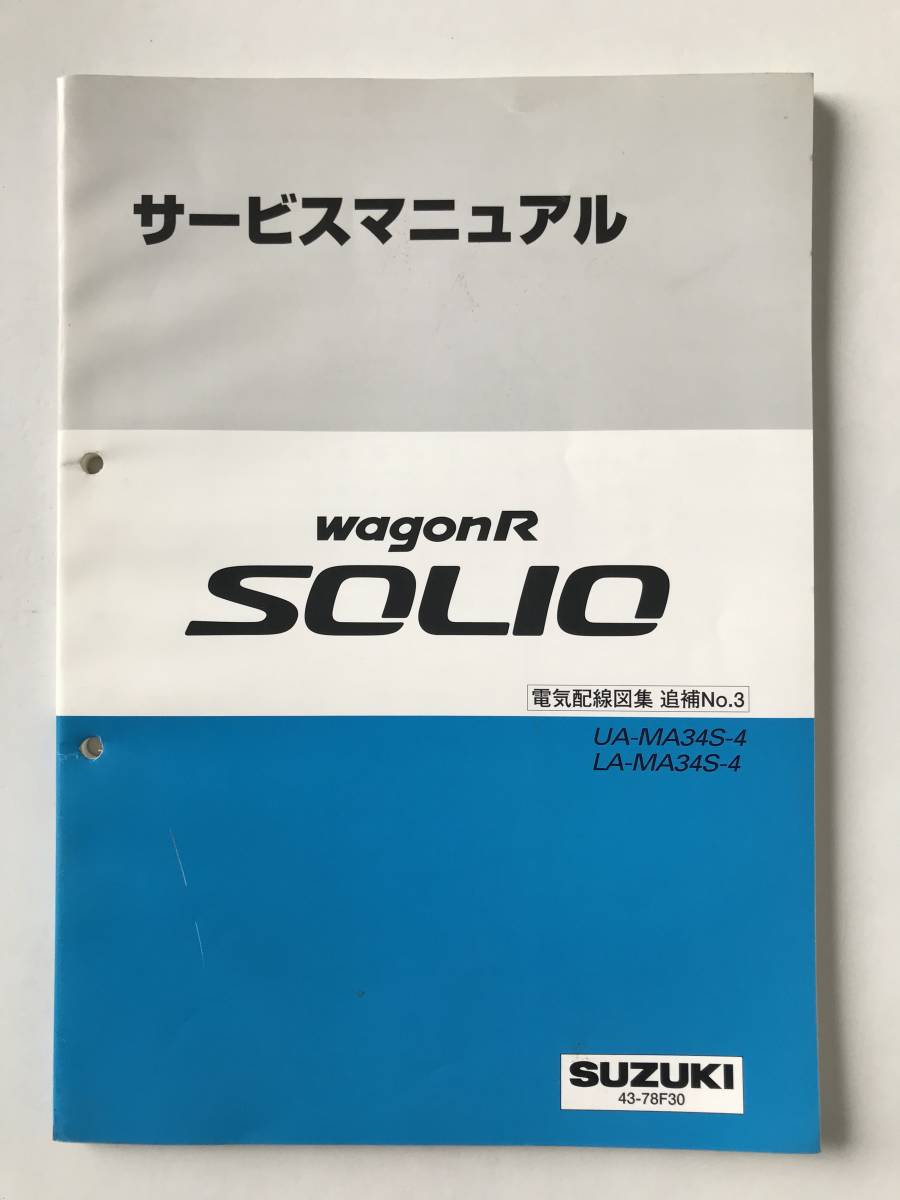 サービスマニュアル
wagonR
SOLIO
電気配線図集 追補No.3
UA-MA34S-4
LA-MA34S-4
SUZUKI
43-78F30